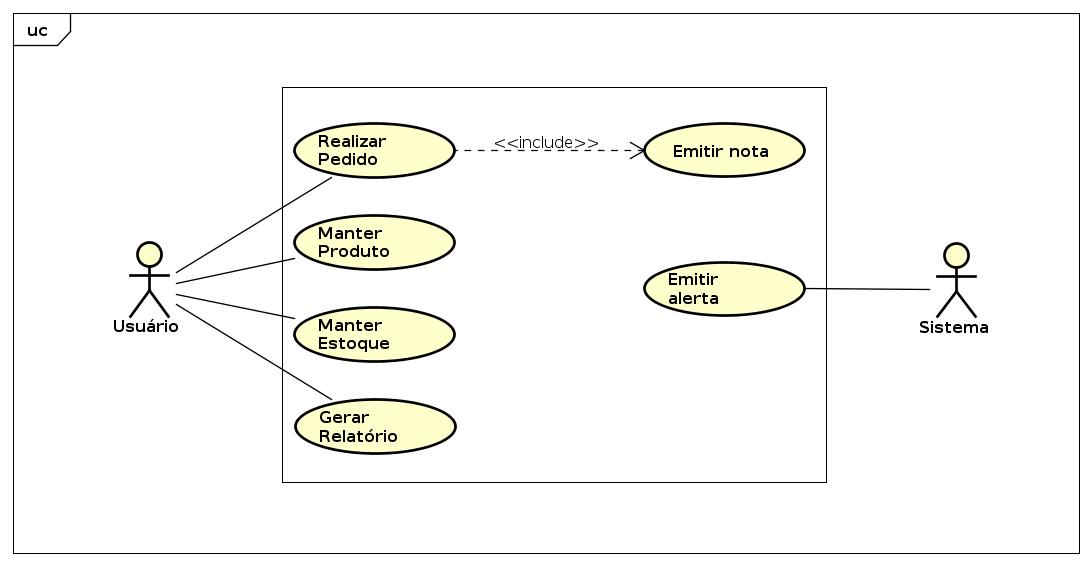 uc
Realizar
Pedido
<<include>>
Emitir nota
Manter
Produto
Emitir
alerta
Usuário
Sistema
Manter
Estoque
Gerar
Relatório